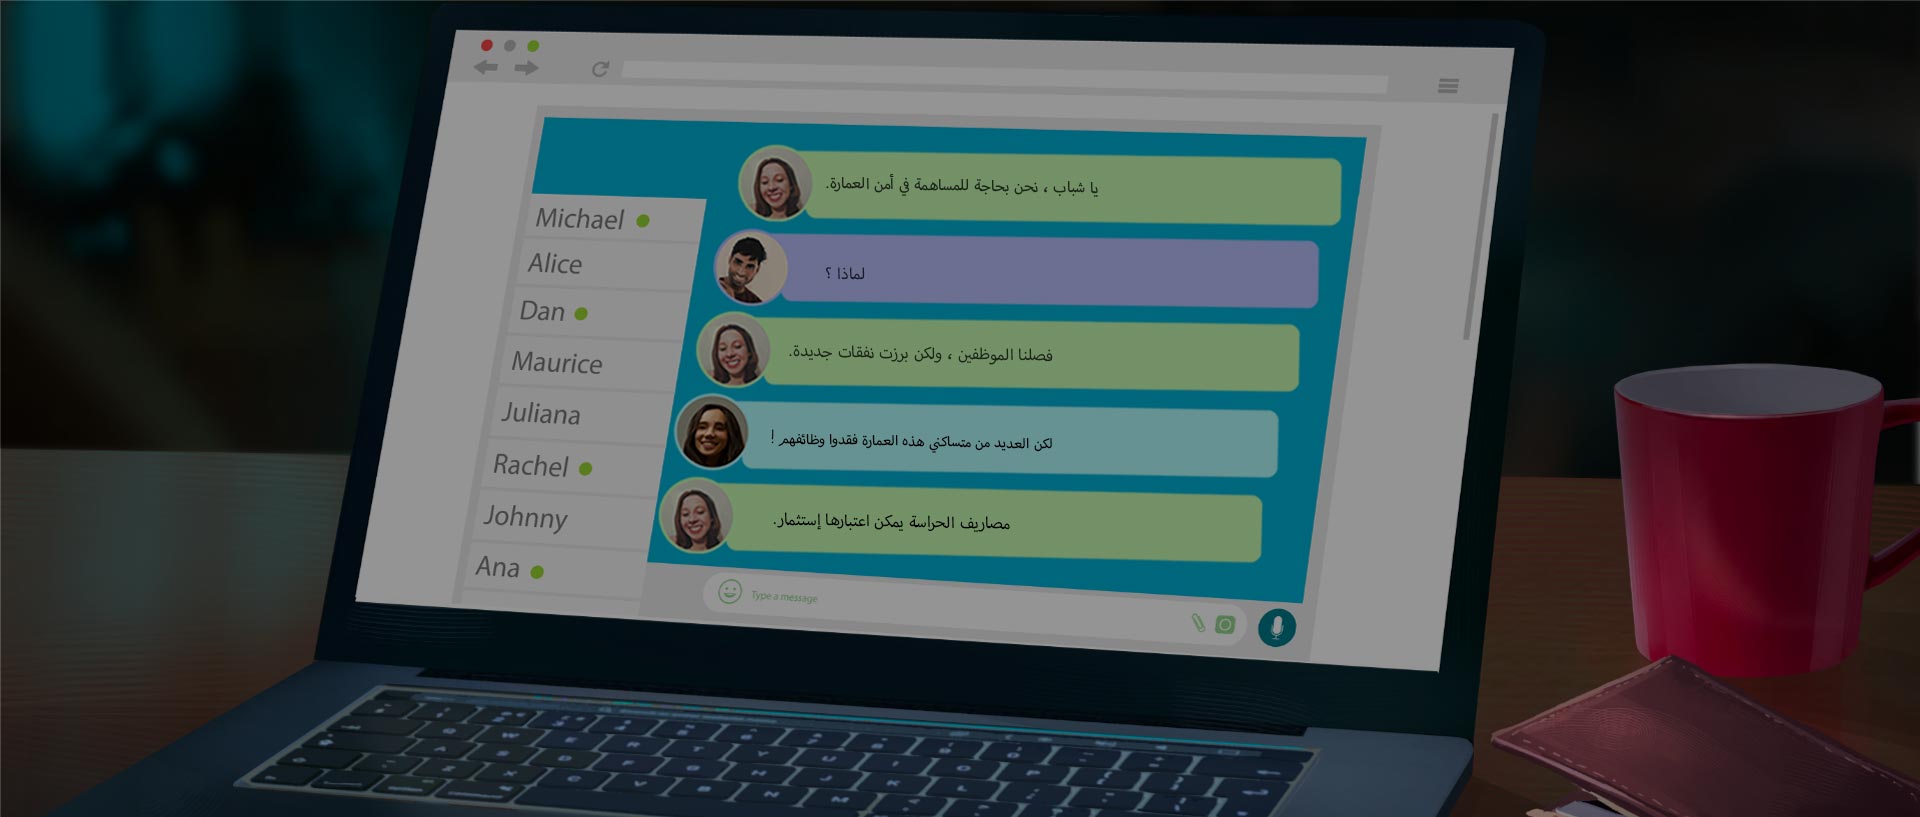 يا شباب ، نحن بحاجة للمساهمة في أمن العمارة.
لماذا ؟
فصلنا الموظفين ، ولكن برزت نفقات جديدة.
لكن العديد من متساكني هذه العمارة فقدوا وظائفهم !
مصاريف الحراسة يمكن اعتبارها إستثمار.
Michael
Alice
Dan
Maurice
Juliana
Rachel
Johnny
Ana
Type a message